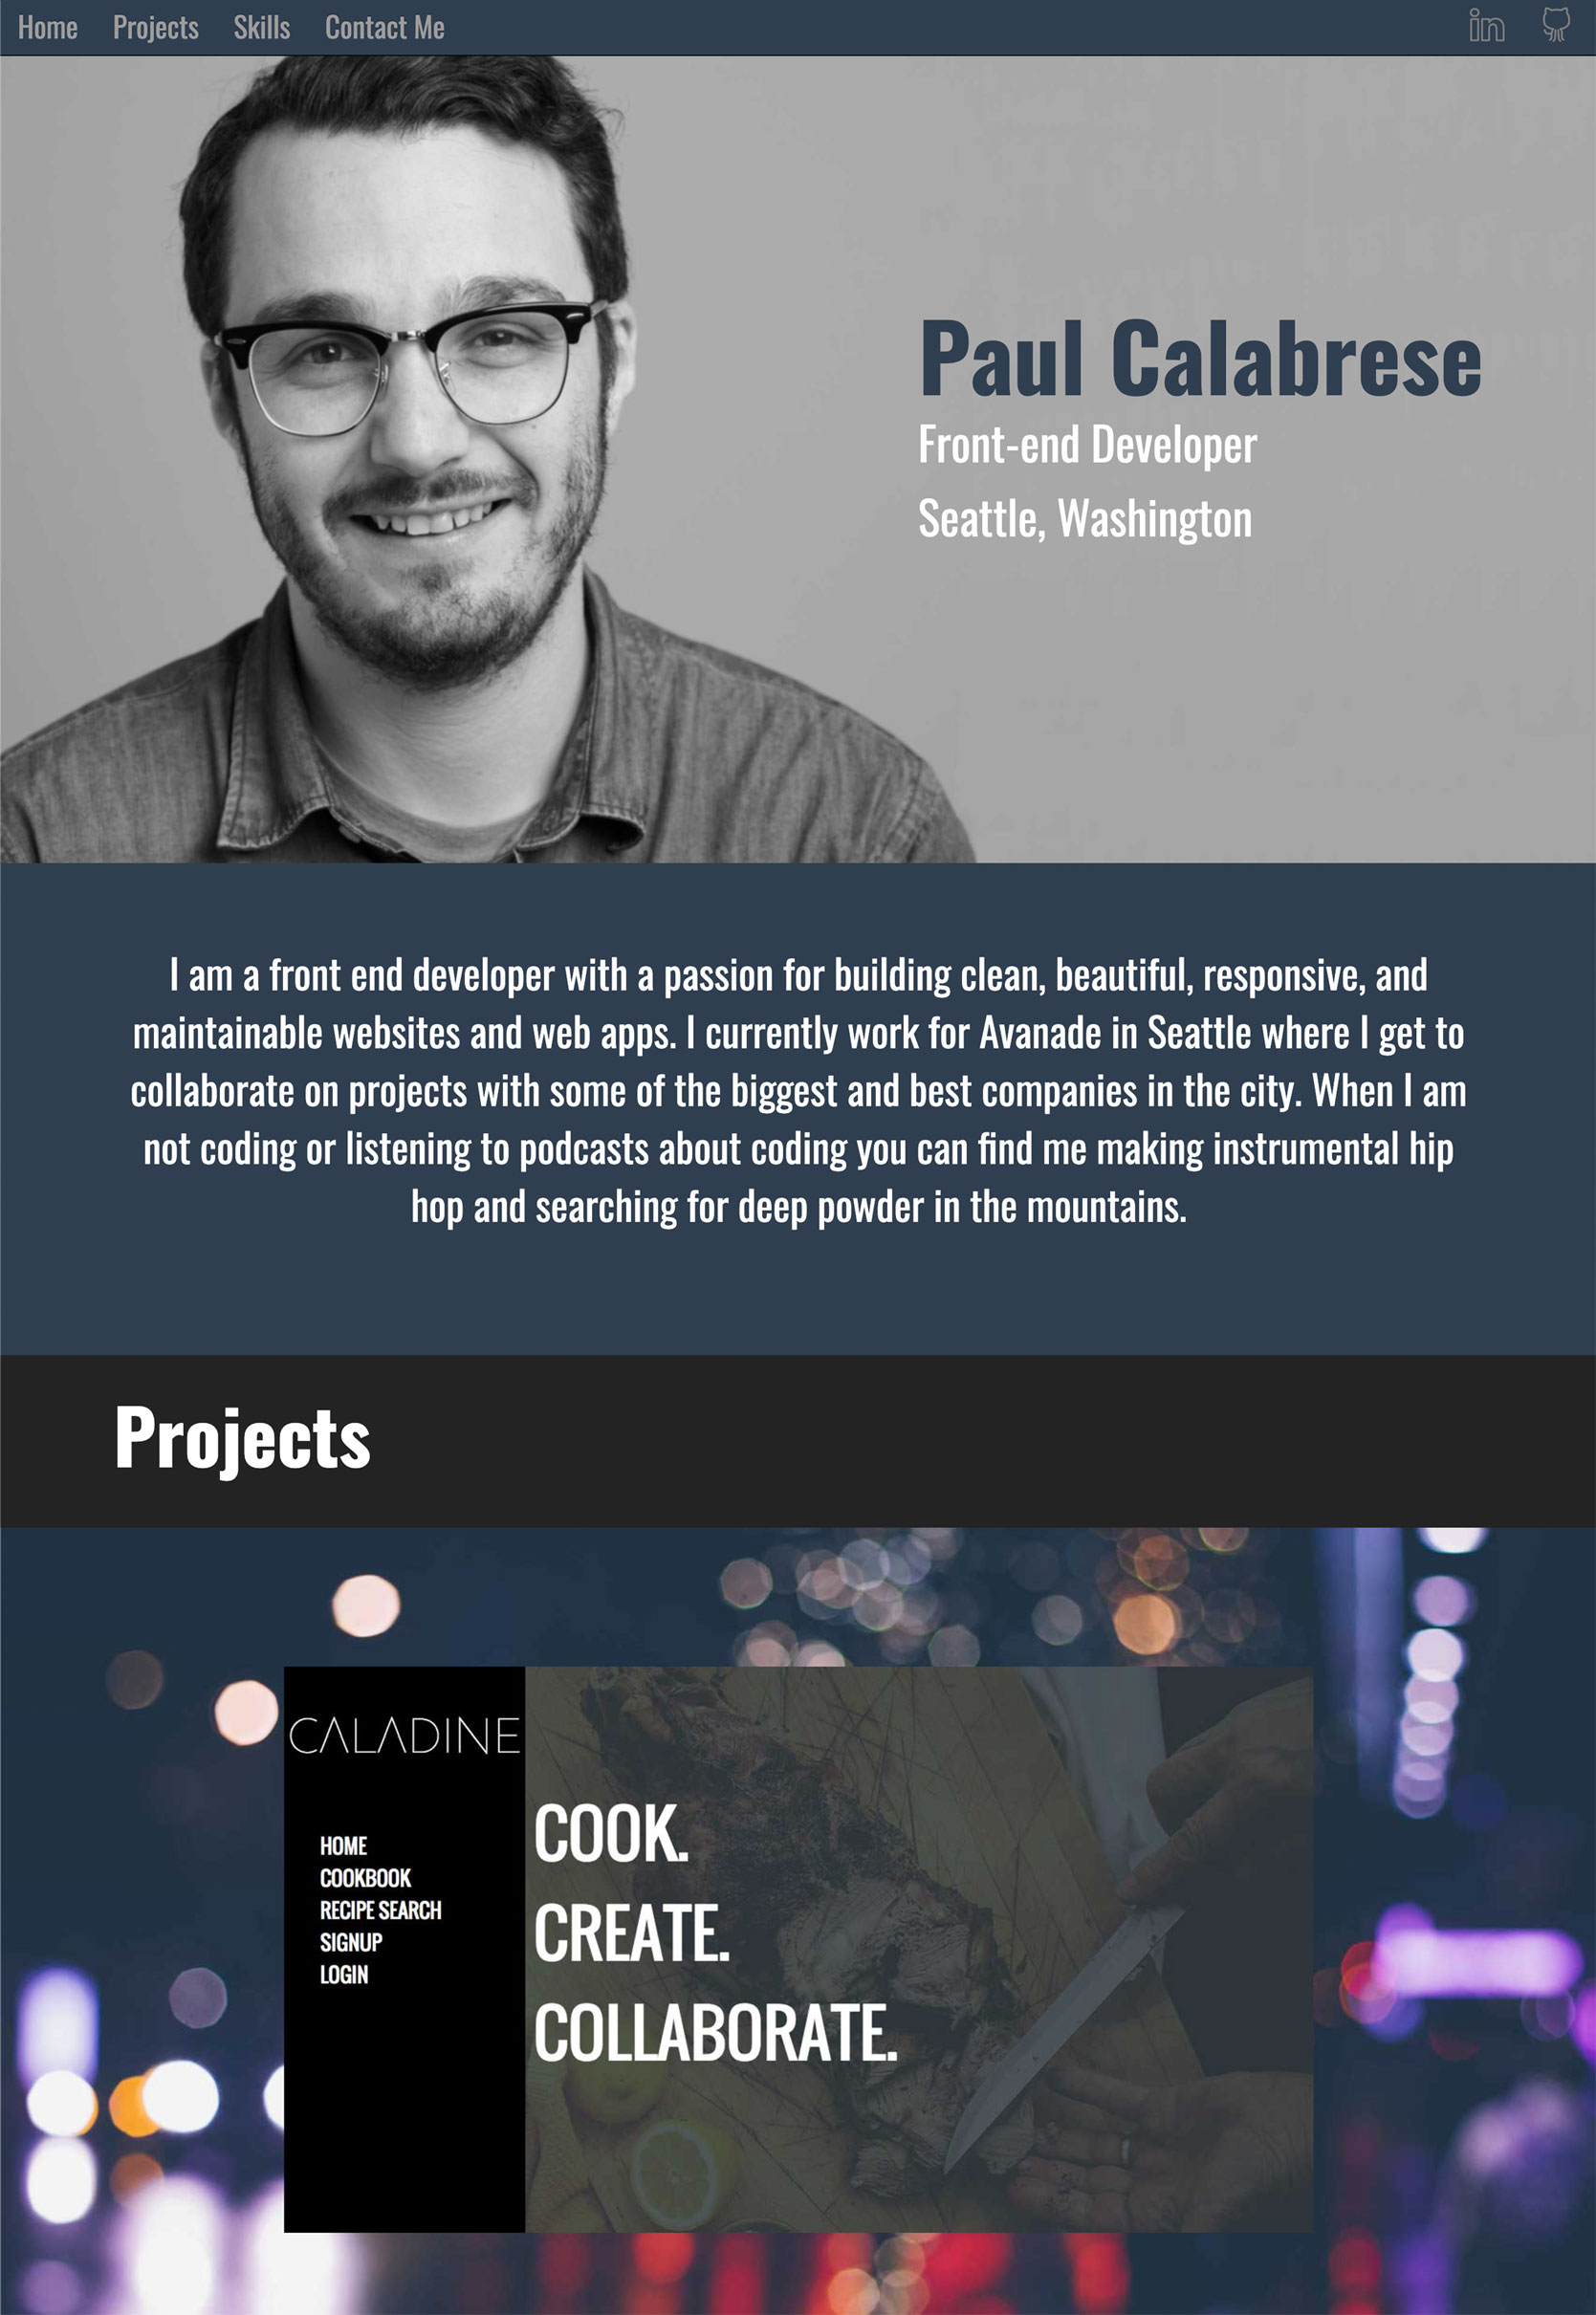 Home Projects Skills Contact Me in
Paul Calabrese
Front-end Developer
Seattle, Washington
I am a front end developer with a passion for building clean, beautiful, responsive, and
maintainable websites and web apps. I currently work for Avanade in Seattle where I get to
collaborate on projects with some of the biggest and best companies in the city. When I am
not coding or listening to podcasts about coding you can find me making instrumental hip
hop and searching for deep powder in the mountains.
Projects
CALADINE
HOME
COOKBOOK
RECIPE SEARCH
SIGNUP
LOGIN
COOK.
CREATE.
COLLABORATE.